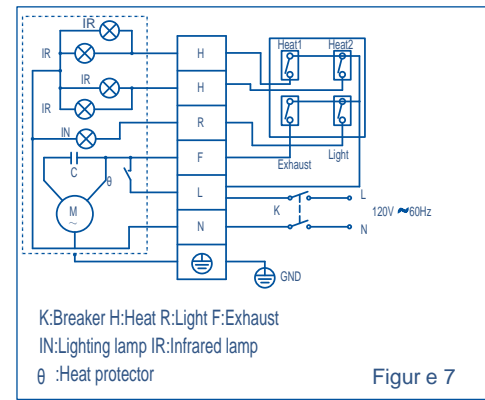 IR
IR
IR
IR
IN
C
θ
M
~
H
H
R
F
L
N
Heat1 Heat2
Exhaust Light
K
L
N
120V ~60Hz
GND
K:Breaker H:Heat R:Light F:Exhaust
IN:Lighting lamp IR:Infrared lamp
θ :Heat protector
Figur e 7